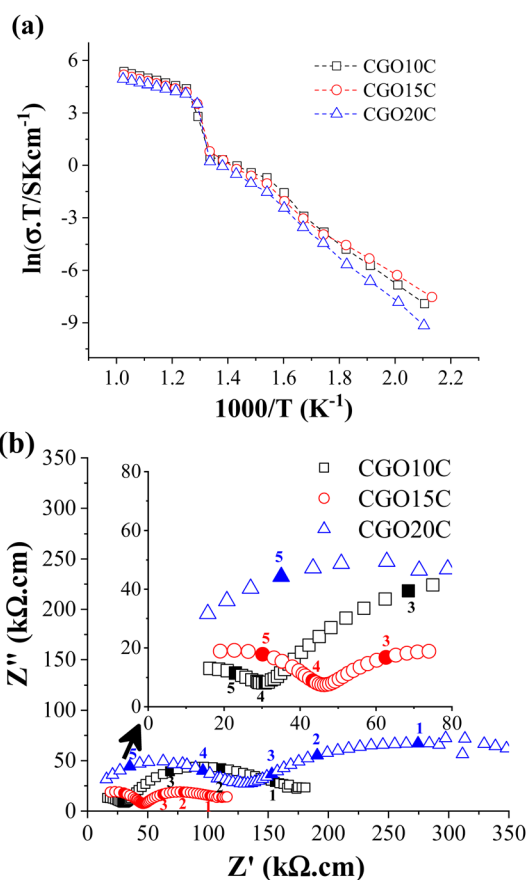 (a)
6
3
0
-3
-6
-9
ln(σ.T/SKcm-1)
CGO10C
CGO15C
CGO20C
1.0 1.2 1.4 1.6 1.8 2.0 2.2
1000/T (K-1)
(b)
350
300
250
200
150
100
50
0
Z'' (kΩ.cm)
80
60
40
20
0
CGO10C
CGO15C
CGO20C
5
3
5 3
4
5 4
0 20 40 60 80
5 4 3 2 1
3 2 1
3 2 1
0 50 100 150 200 250 300 350
Z' (kΩ.cm)